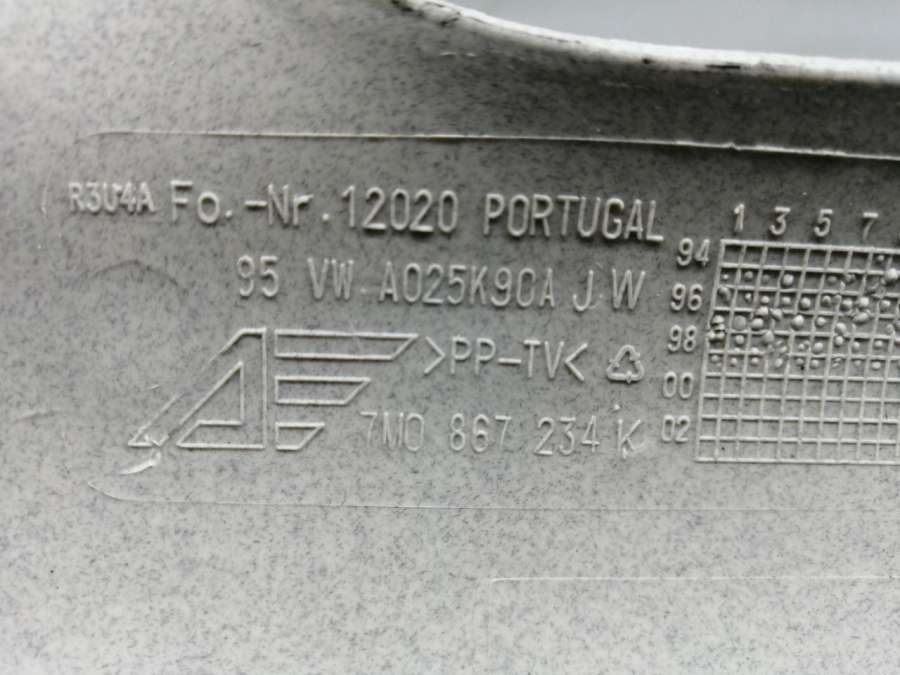 R3U4A Fo.-Nr.12020 PORTUGAL
95 VW A025K90A J W
AF
>PP-TV<
7M0 867 234 K
1 3 5 7
94
96
98
00
02